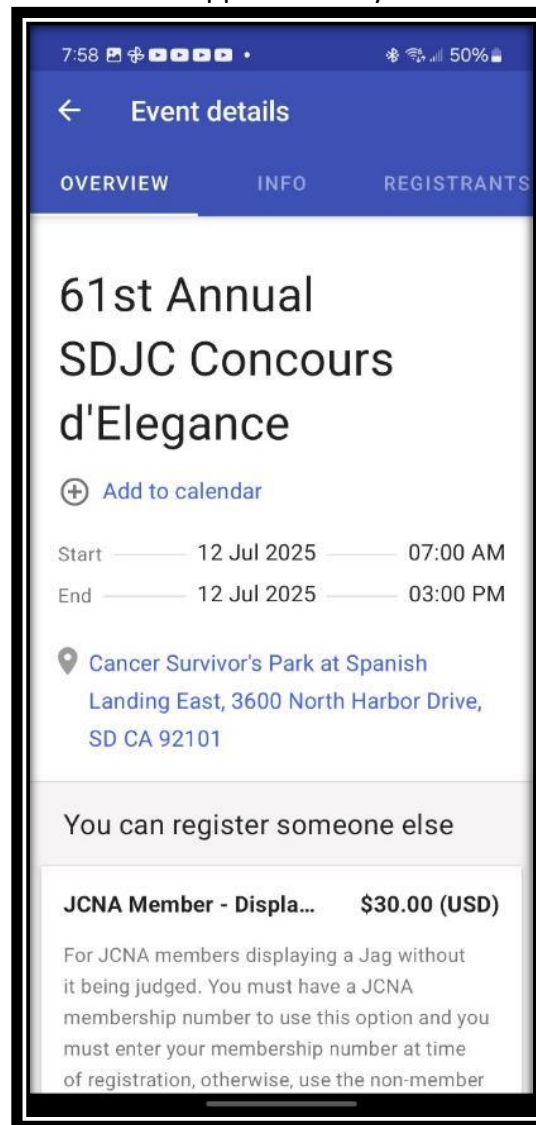 7:58 50%
Event details
OVERVIEW INFO REGISTRANTS
61st Annual
SDJC Concours
d'Elegance
Add to calendar
Start 12 Jul 2025 07:00 AM
End 12 Jul 2025 03:00 PM
Cancer Survivor's Park at Spanish
Landing East, 3600 North Harbor Drive,
SD CA 92101
You can register someone else
JCNA Member - Displa... $30.00 (USD)
For JCNA members displaying a Jag without
it being judged. You must have a JCNA
membership number to use this option and you
must enter your membership number at time
of registration, otherwise, use the non-member